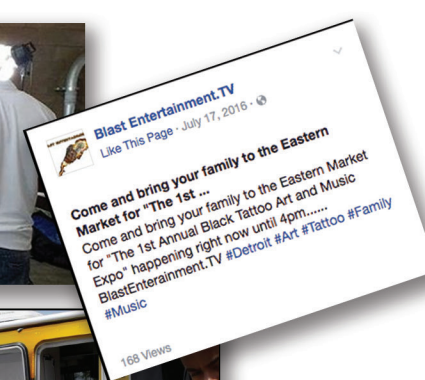 Blast Entertainment.TV
Like This Page · July 17, 2016 ·
Come and bring your family to the Eastern
Market for "The 1st ...
Come and bring your family to the Eastern Market
for "The 1st Annual Black Tattoo Art and Music
Expo" happening right now until 4pm......
BlastEnterainment.TV #Detroit #Art #Tattoo #Family
#Music
168 Views